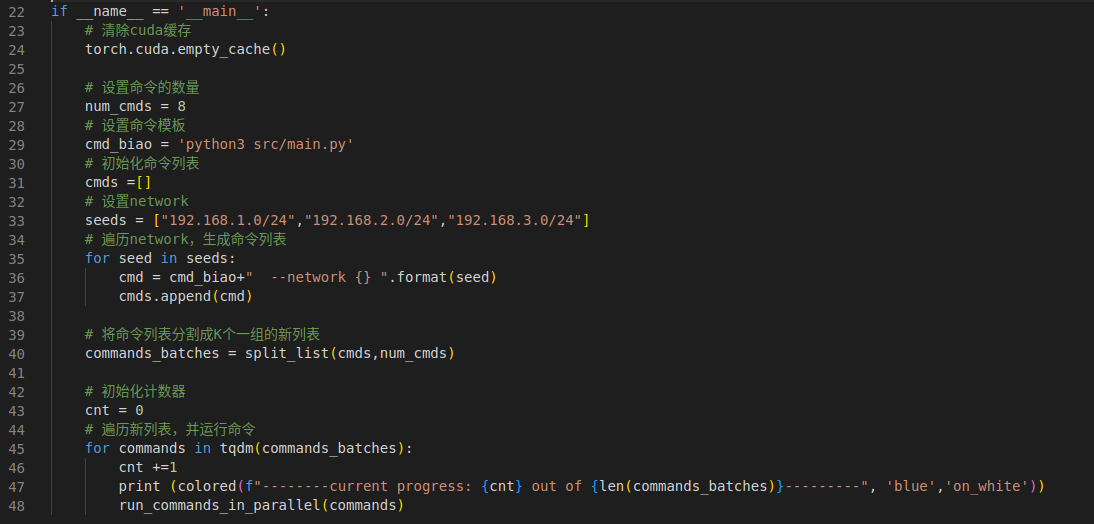 22 if __name__ == '__main__':
23     # 清除cuda缓存
24     torch.cuda.empty_cache()
25
26     # 设置命令的数量
27     num_cmds = 8
28     # 设置命令模板
29     cmd_biao = 'python3 src/main.py'
30     # 初始化命令列表
31     cmds =[]
32     # 设置network
33     seeds = ["192.168.1.0/24","192.168.2.0/24","192.168.3.0/24"]
34     # 遍历network，生成命令列表
35     for seed in seeds:
36         cmd = cmd_biao+"  --network {} ".format(seed)
37         cmds.append(cmd)
38
39     # 将命令列表分割成K个一组的新列表
40     commands_batches = split_list(cmds,num_cmds)
41
42     # 初始化计数器
43     cnt = 0
44     # 遍历新列表，并运行命令
45     for commands in tqdm(commands_batches):
46         cnt +=1
47         print (colored(f"--------current progress: {cnt} out of {len(commands_batches)}---------", 'blue','on_white'))
48         run_commands_in_parallel(commands)